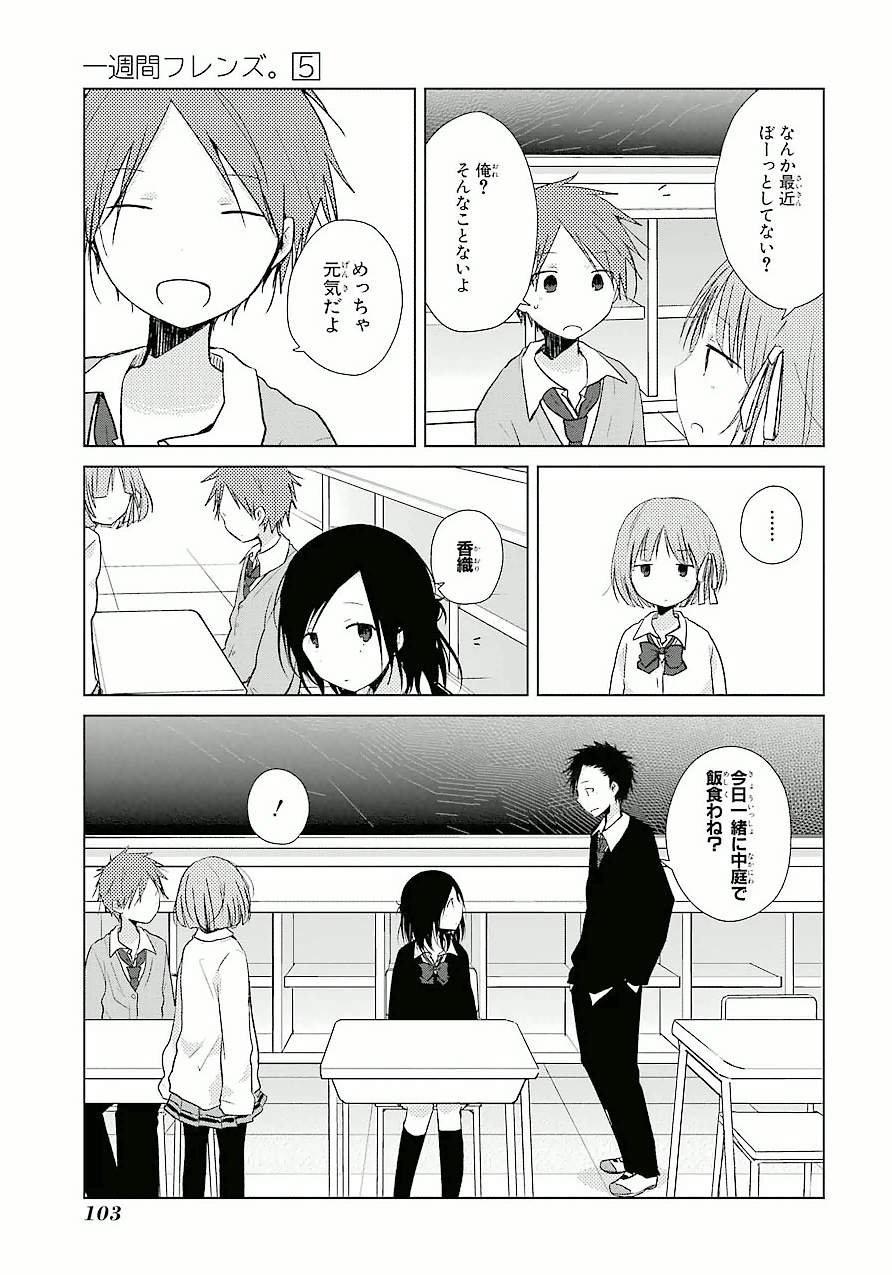 一週間フレンズ。5
なんか最近
ぼーっとしてない？
俺？
そんなことないよ
めっちゃ
元気だよ
……
香織
今日一緒に中庭で
飯食わね？
！
103